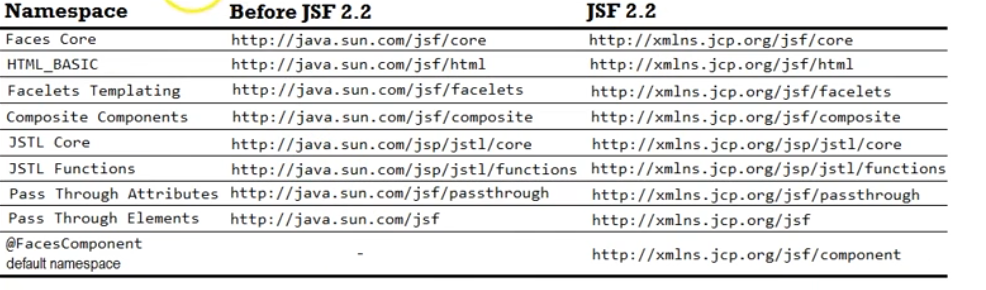 Namespace Before JSF 2.2 JSF 2.2
Faces Core http://java.sun.com/jsf/core http://xmlns.jcp.org/jsf/core
HTML_BASIC http://java.sun.com/jsf/html http://xmlns.jcp.org/jsf/html
Facelets Templating http://java.sun.com/jsf/facelets http://xmlns.jcp.org/jsf/facelets
Composite Components http://java.sun.com/jsf/composite http://xmlns.jcp.org/jsf/composite
JSTL Core http://java.sun.com/jsp/jstl/core http://xmlns.jcp.org/jsp/jstl/core
JSTL Functions http://java.sun.com/jsp/jstl/functions http://xmlns.jcp.org/jsp/jstl/functions
Pass Through Attributes http://java.sun.com/jsf/passthrough http://xmlns.jcp.org/jsf/passthrough
Pass Through Elements http://java.sun.com/jsf http://xmlns.jcp.org/jsf
@FacesComponent
default namespace - http://xmlns.jcp.org/jsf/component